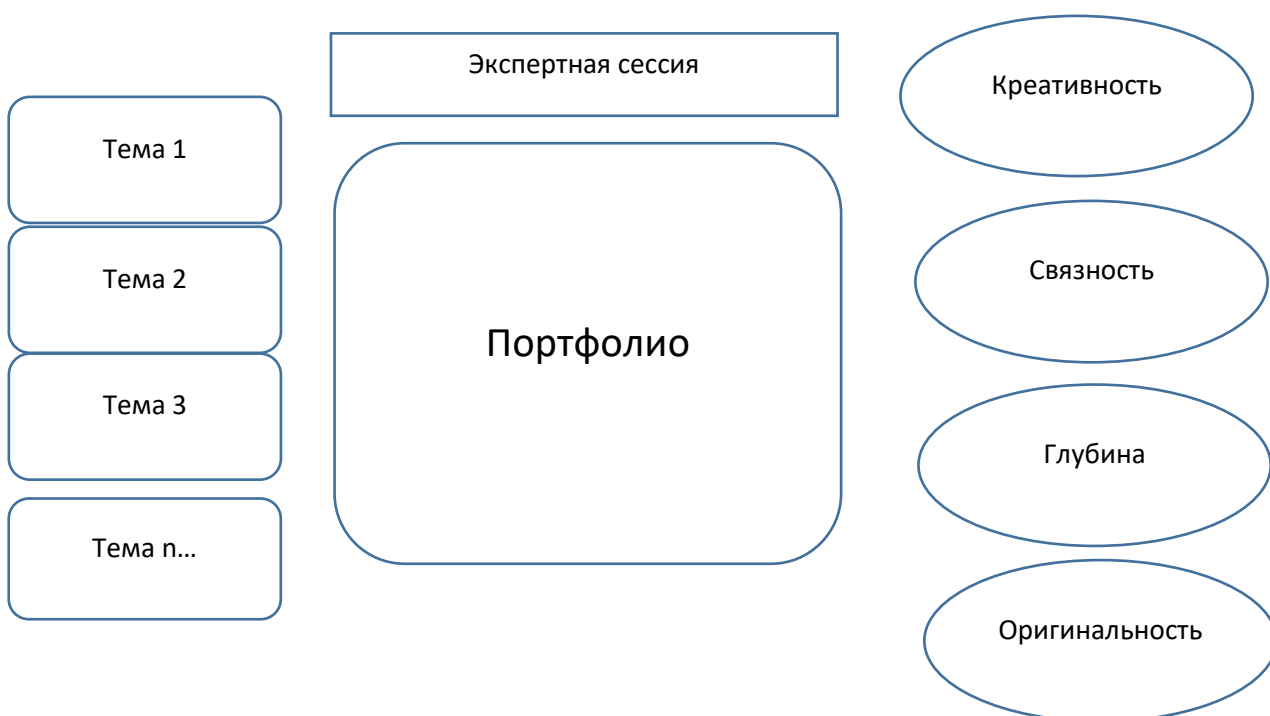 Экспертная сессия
Тема 1
Тема 2
Тема 3
Тема n...
Портфолио
Креативность
Связность
Глубина
Оригинальность